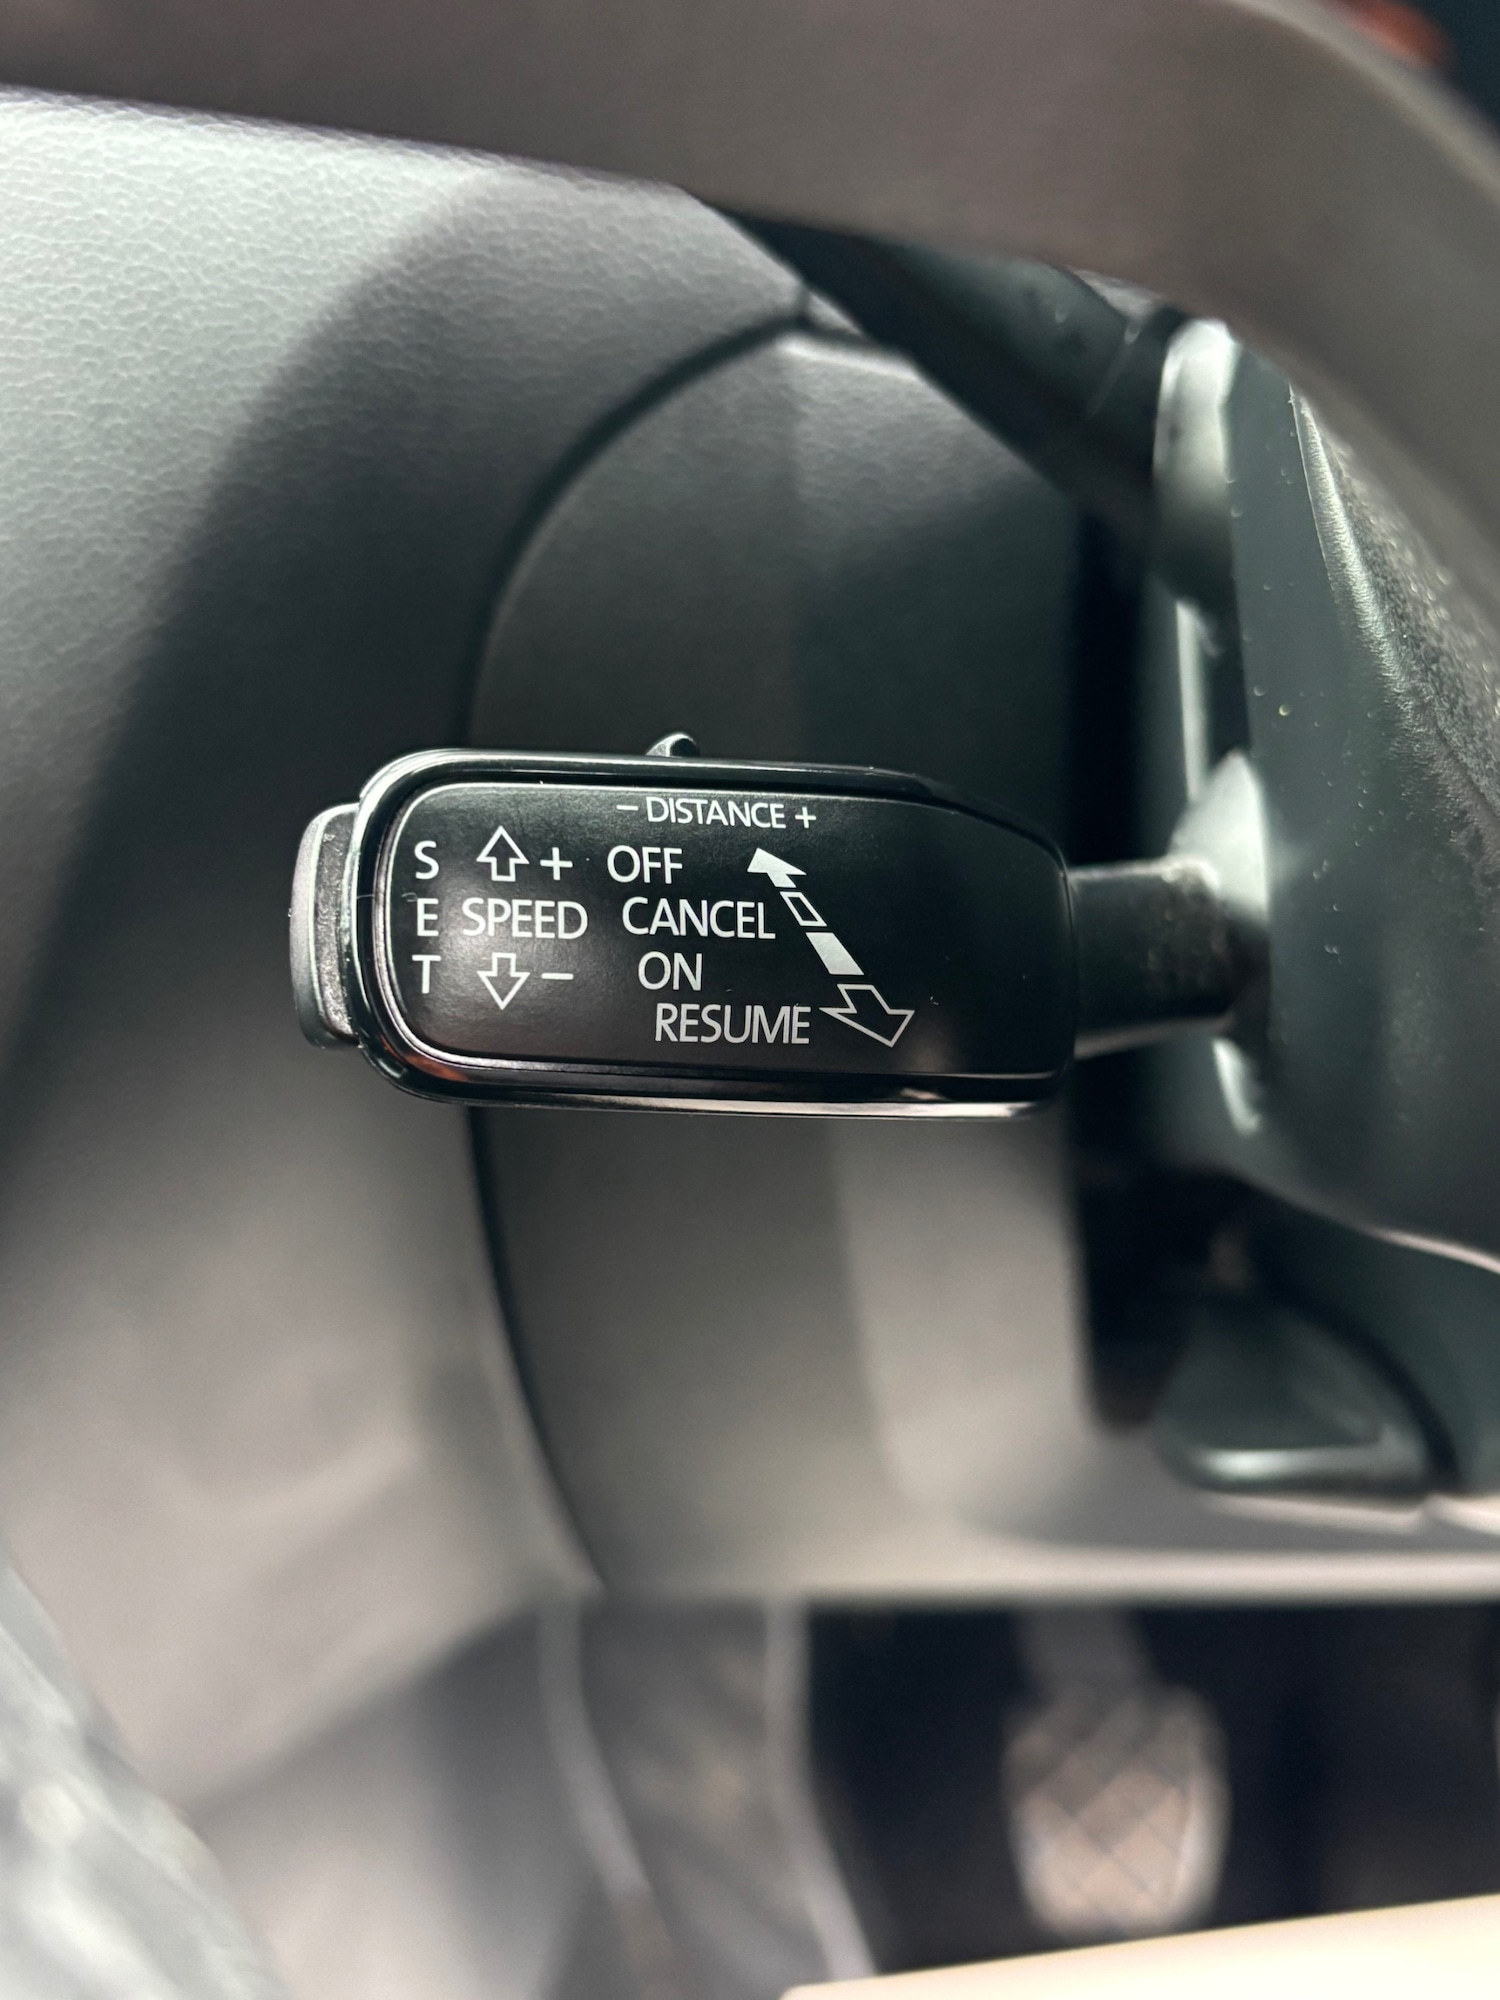 – DISTANCE +
S + OFF
E SPEED CANCEL
T – ON
RESUME